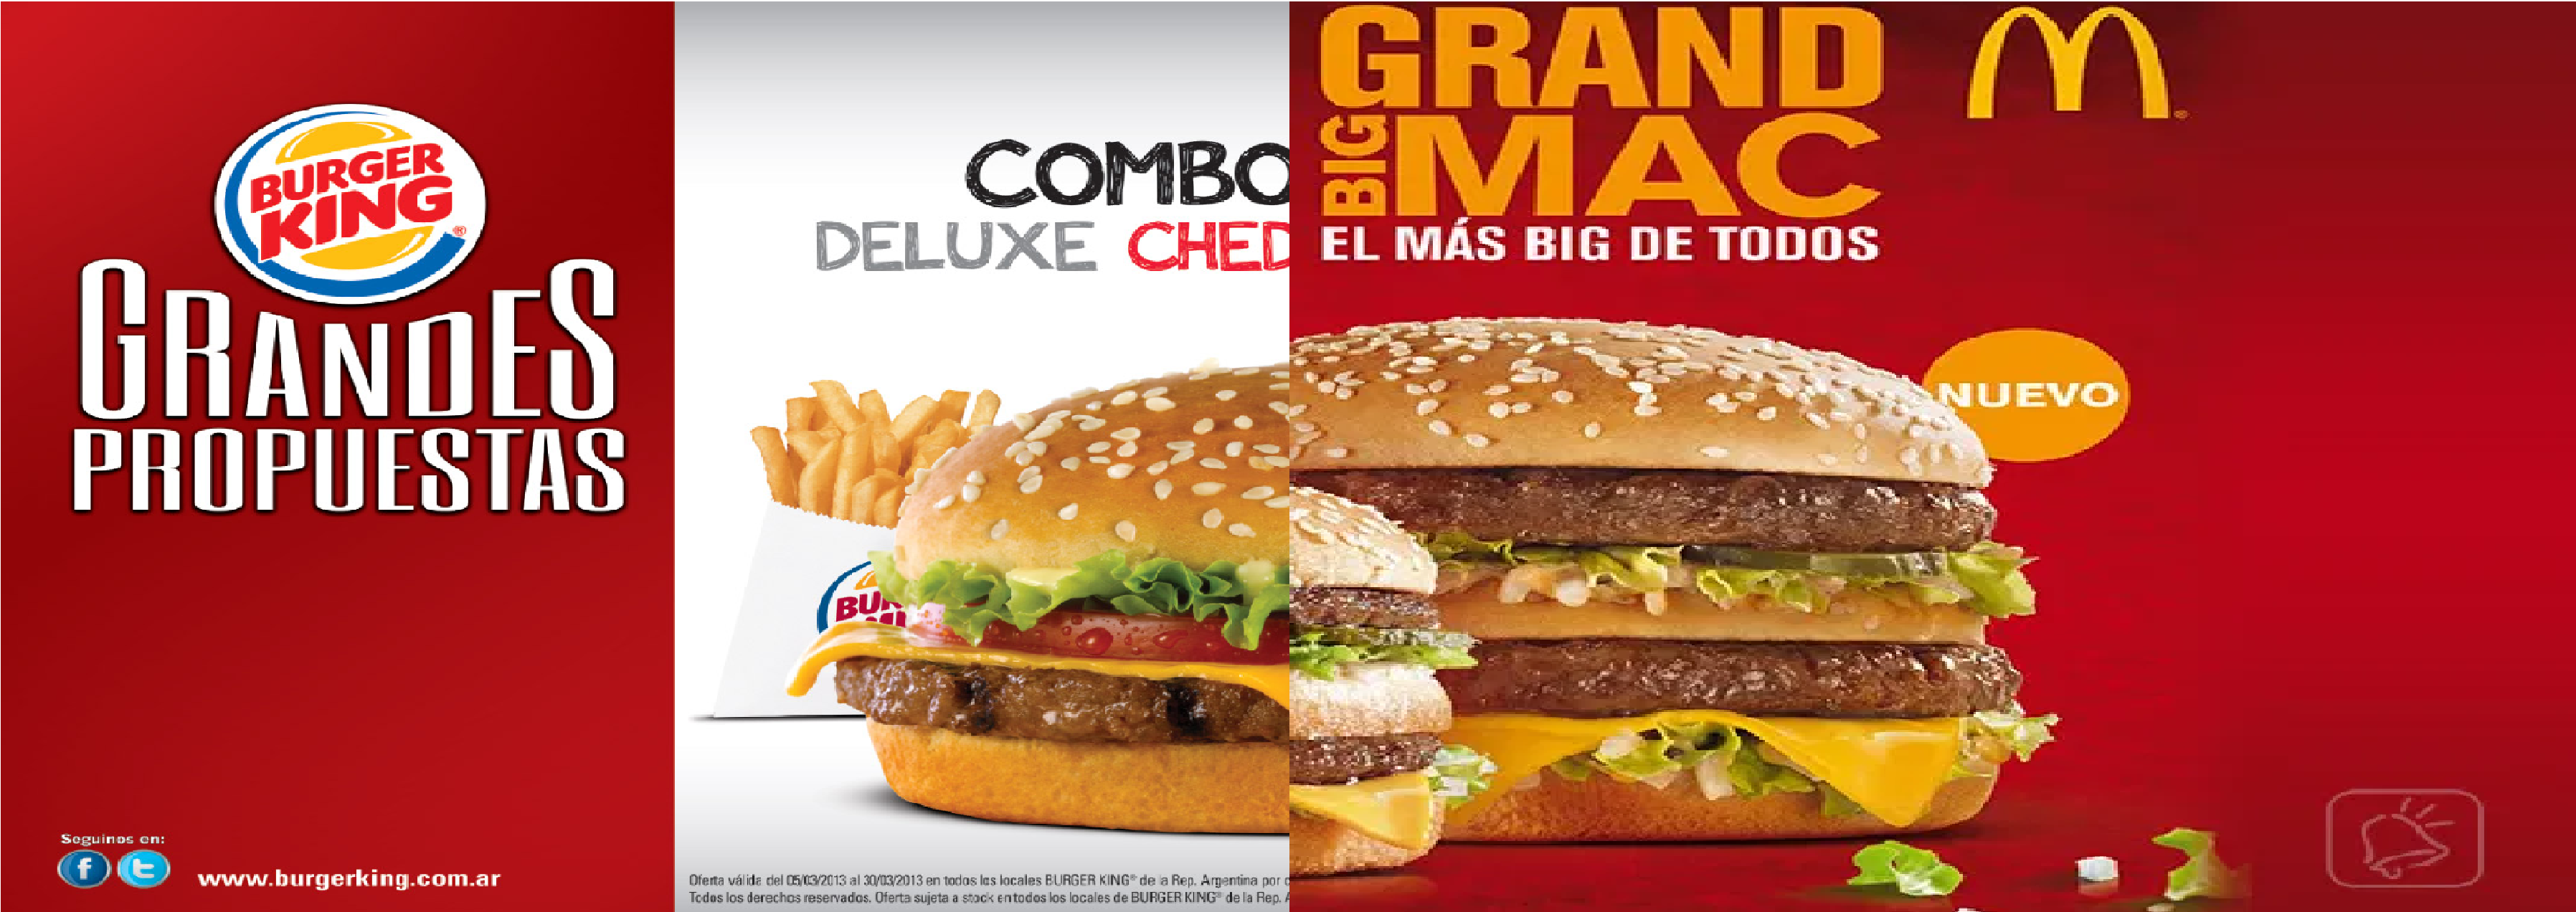 BURGER
KING®
GRANDES
PROPUESTAS
Seguinos en:
www.burgerking.com.ar
COMBO
DELUXE CHED
BUR
Oferta válida del 05/03/2013 al 30/03/2013 en todos los locales BURGER KING® de la Rep. Argentina por
Todos los derechos reservados. Oferta sujeta a stock en todos los locales de BURGER KING® de la Rep.
GRAND
BIG MAC
EL MÁS BIG DE TODOS
NUEVO